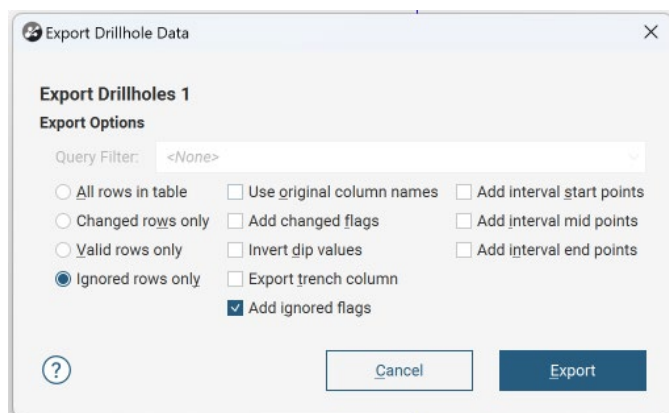 Export Drillhole Data
Export Drillholes 1
Export Options
Query Filter: <None>
All rows in table Use original column names Add interval start points
Changed rows only Add changed flags Add interval mid points
Valid rows only Invert dip values Add interval end points
Ignored rows only Export trench column
Add ignored flags
? Cancel Export